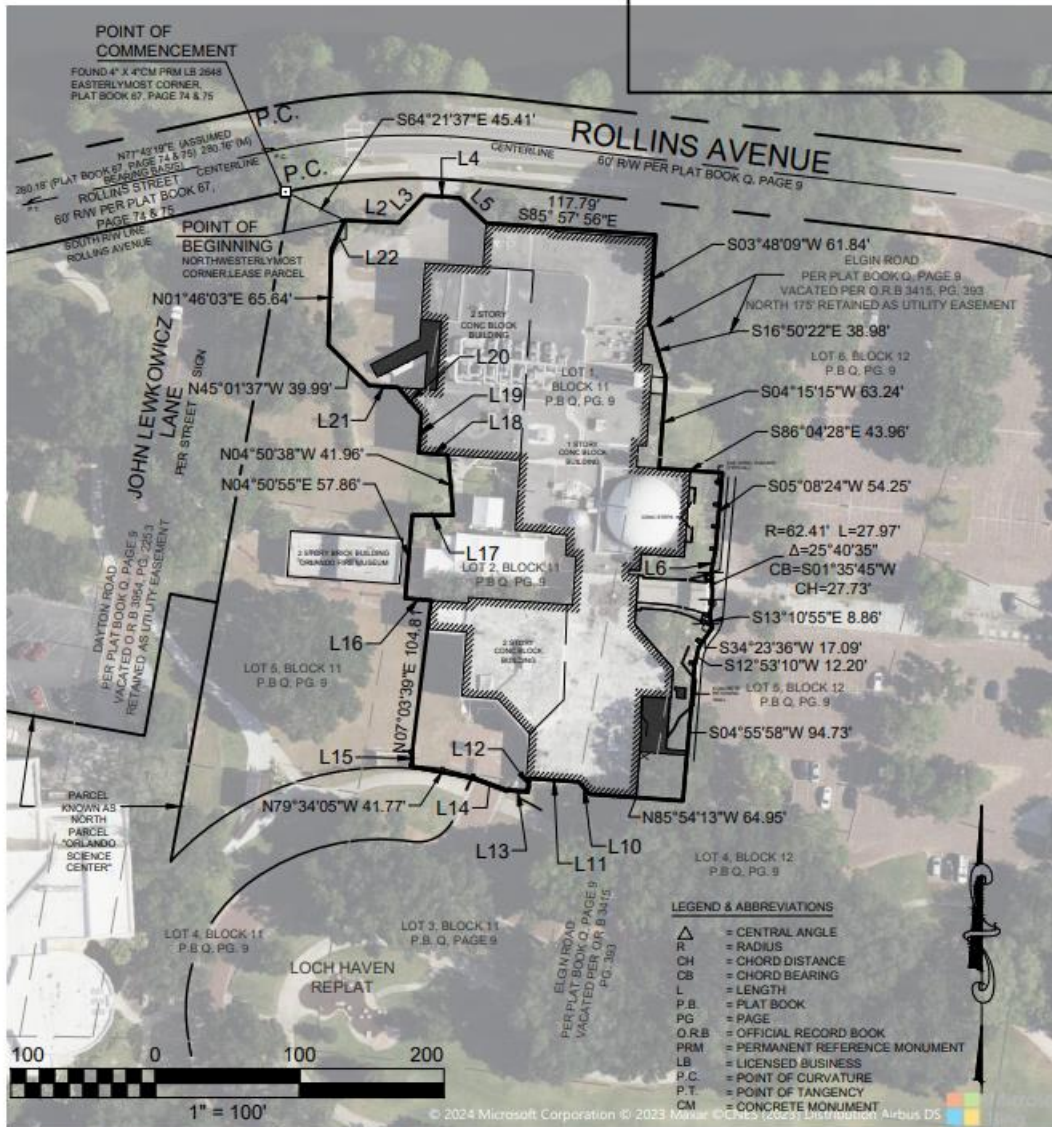 POINT OF
COMMENCEMENT
FOUND 4" X 4"CM PRM LB 2648
EASTERLYMOST CORNER,
PLAT BOOK 67, PAGE 74 & 75
P.C.
S64°21'37"E 45.41'
ROLLINS AVENUE
CENTERLINE
60' R/W PER PLAT BOOK Q, PAGE 9
N77°43'19"E (ASSUMED
280.18' (PLAT BOOK 67, PAGE 74 & 75) 280.16' (M)
BEARING BASIS)
ROLLINS STREET CENTERLINE
60' R/W PER PLAT BOOK 67,
PAGE 74 & 75
SOUTH R/W LINE,
ROLLINS AVENUE
P.C.
L2
L3
L4
L5
117.79'
S85° 57' 56"E
POINT OF
BEGINNING
NORTHWESTERLYMOST
CORNER LEASE PARCEL
L22
S03°48'09"W 61.84'
ELGIN ROAD
PER PLAT BOOK Q, PAGE 9
VACATED PER O.R.B 3415, PG. 393
NORTH 175' RETAINED AS UTILITY EASEMENT
N01°46'03"E 65.64'
S16°50'22"E 38.98'
LOT 6, BLOCK 12
P.B Q, PG. 9
2 STORY
CONC BLOCK
BUILDING
L20
LOT 1,
BLOCK 11
P.B Q, PG. 9
N45°01'37"W 39.99'
S04°15'15"W 63.24'
L21
L19
L18
JOHN LEWKOWICZ
LANE
PER STREET SIGN
S86°04'28"E 43.96'
1 STORY
CONC BLOCK
BUILDING
N04°50'38"W 41.96'
N04°50'55"E 57.86'
S05°08'24"W 54.25'
R=62.41' L=27.97'
Δ=25°40'35"
CB=S01°35'45"W
CH=27.73'
L17
2 STORY BRICK BUILDING
"ORLANDO FIRE MUSEUM"
LOT 2, BLOCK 11
P.B Q, PG. 9
L6
DAYTON ROAD
PER PLAT BOOK Q, PAGE 9
VACATED O.R.B 3954, PG. 2253
RETAINED AS UTILITY EASEMENT
L16
S13°10'55"E 8.86'
S34°23'36"W 17.09'
S12°53'10"W 12.20'
2 STORY
CONC BLOCK
BUILDING
LOT 5, BLOCK 11
P.B Q, PG. 9
LOT 5, BLOCK 12
P.B Q, PG. 9
N07°03'39"E 104.81'
S04°55'58"W 94.73'
L15
L12
N79°34'05"W 41.77'
L14
L13
L11
L10
N85°54'13"W 64.95'
PARCEL
KNOWN AS
NORTH
PARCEL
"ORLANDO
SCIENCE
CENTER"
LOT 4, BLOCK 12
P.B Q, PG. 9
LOT 4, BLOCK 11
P.B Q, PG. 9
LOT 3, BLOCK 11
P.B. Q, PAGE 9
ELGIN ROAD
PER PLAT BOOK Q, PAGE 9
VACATED PER O.R.B 3415
PG. 393
LOCH HAVEN
REPLAT
LEGEND & ABBREVIATIONS
△ = CENTRAL ANGLE
R = RADIUS
CH = CHORD DISTANCE
CB = CHORD BEARING
L = LENGTH
P.B. = PLAT BOOK
PG = PAGE
O.R.B = OFFICIAL RECORD BOOK
PRM = PERMANENT REFERENCE MONUMENT
LB = LICENSED BUSINESS
P.C. = POINT OF CURVATURE
P.T. = POINT OF TANGENCY
CM = CONCRETE MONUMENT
100 0 100 200
1" = 100'
© 2024 Microsoft Corporation © 2023 Maxar ©CNES (2023) Distribution Airbus DS